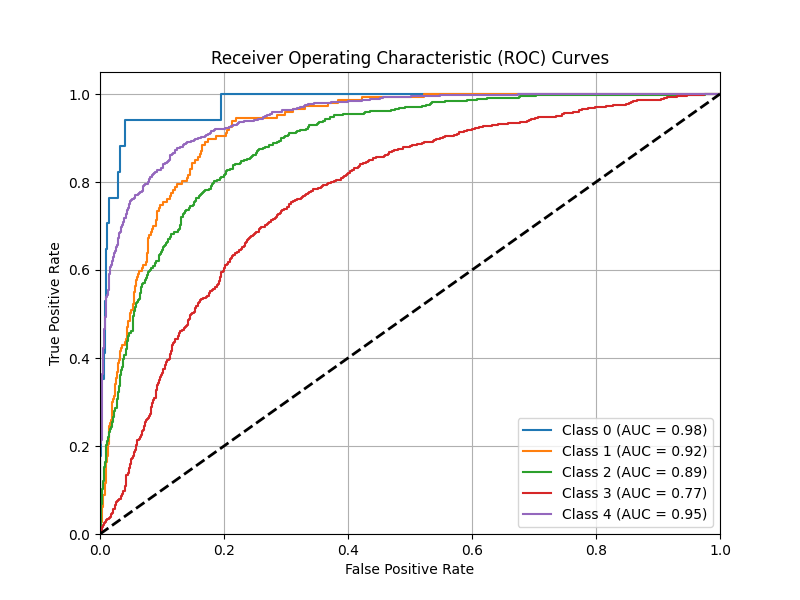 Receiver Operating Characteristic (ROC) Curves
True Positive Rate
1.0
0.8
0.6
0.4
0.2
0.0
Class 0 (AUC = 0.98)
Class 1 (AUC = 0.92)
Class 2 (AUC = 0.89)
Class 3 (AUC = 0.77)
Class 4 (AUC = 0.95)
0.0 0.2 0.4 0.6 0.8 1.0
False Positive Rate